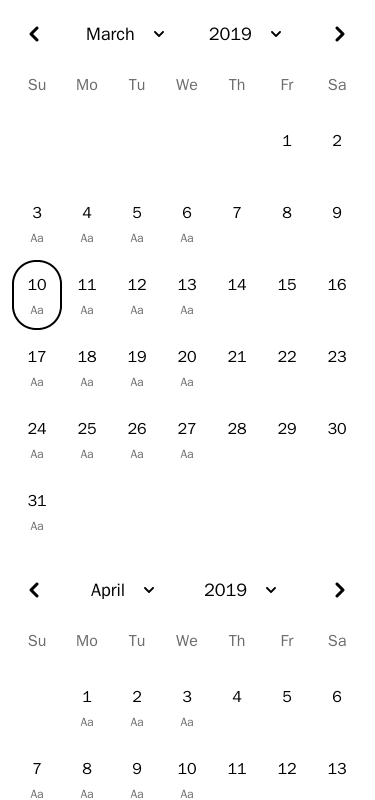 March 2019
Su Mo Tu We Th Fr Sa
1 2
3 4 5 6 7 8 9
Aa Aa Aa Aa
10 11 12 13 14 15 16
Aa Aa Aa Aa
17 18 19 20 21 22 23
Aa Aa Aa Aa
24 25 26 27 28 29 30
Aa Aa Aa Aa
31
Aa
April 2019
Su Mo Tu We Th Fr Sa
1 2 3 4 5 6
Aa Aa Aa
7 8 9 10 11 12 13
Aa Aa Aa Aa